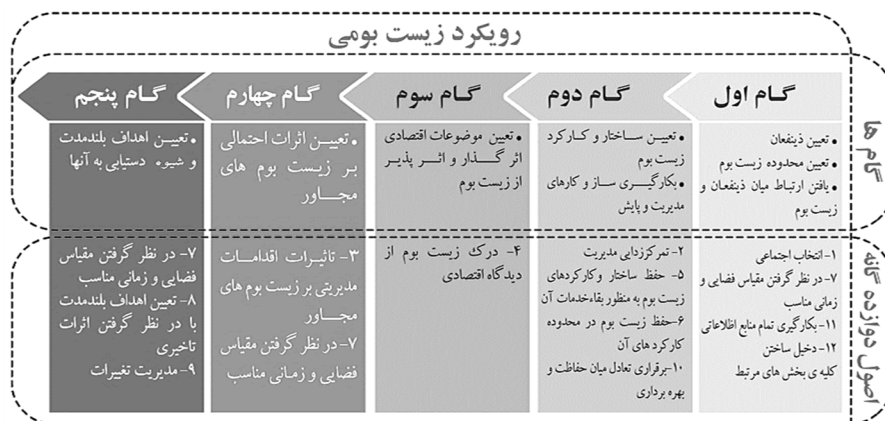 رویکرد زیست بومی
گام ها
گام اول
• تعیین ذینفعان
• تعیین محدوده زیست بوم
• یافتن ارتباط میان ذینفعان و
زیست بوم
گام دوم
• تعیین ساختار و کارکرد
زیست بوم
• بکارگیری ساز و کارهای
مدیریت و پایش
گام سوم
• تعیین موضوعات اقتصادی
اثر گذار و اثر پذیر
از زیست بوم
گام چهارم
• تعیین اثرات احتمالی
بر زیست بوم های
مجاور
گام پنجم
• تعیین اهداف بلندمدت
و شیوه دستیابی به آنها
اصول دوازده گانه
۱- انتخاب اجتماعی
۷- در نظر گرفتن مقیاس فضایی و
زمانی مناسب
۱۱- بکارگیری تمام منابع اطلاعاتی
۱۲- دخیل ساختن
کلیه ی بخش های مرتبط
۲- تمرکززدایی مدیریت
۵- حفظ ساختار وکارکردهای
زیست بوم به منظور بقاءخدمات آن
۶-حفظ زیست بوم در محدوده
کارکرد های آن
۱۰-برقراری تعادل میان حفاظت و
بهره برداری
۴- درک زیست بوم از
دیدگاه اقتصادی
۳- تاثیرات اقدامات
مدیریتی بر زیست بوم های
مجاور
۷- در نظر گرفتن مقیاس
فضایی و زمانی مناسب
۷- در نظر گرفتن مقیاس
فضایی و زمانی مناسب
۸- تعیین اهداف بلندمدت
با در نظر گرفتن اثرات
تاخیری
۹- مدیریت تغییرات